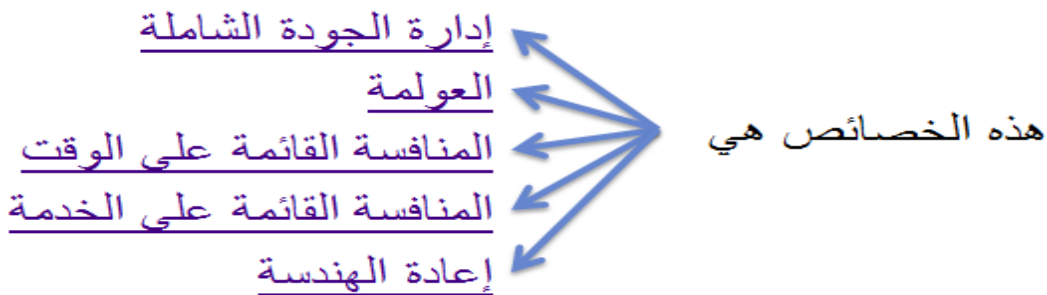 هذه الخصائص هي
إدارة الجودة الشاملة
العولمة
المنافسة القائمة على الوقت
المنافسة القائمة على الخدمة
إعادة الهندسة